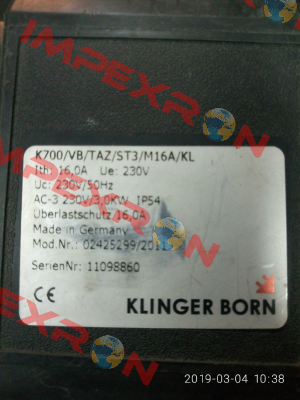 IMPEXRON
K700/VB/TAZ/ST3/M16A/KL
Ith: 16,0A Ue: 230V
Uc: 230V/50Hz
AC-3 230V/3,0KW IP54
Überlastschutz 16,0A
Made in Germany
Mod.Nr.: 02425299/2011
SerienNr: 11098860
CE
KLINGER BORN
IMPEXRON
2019-03-04 10:38